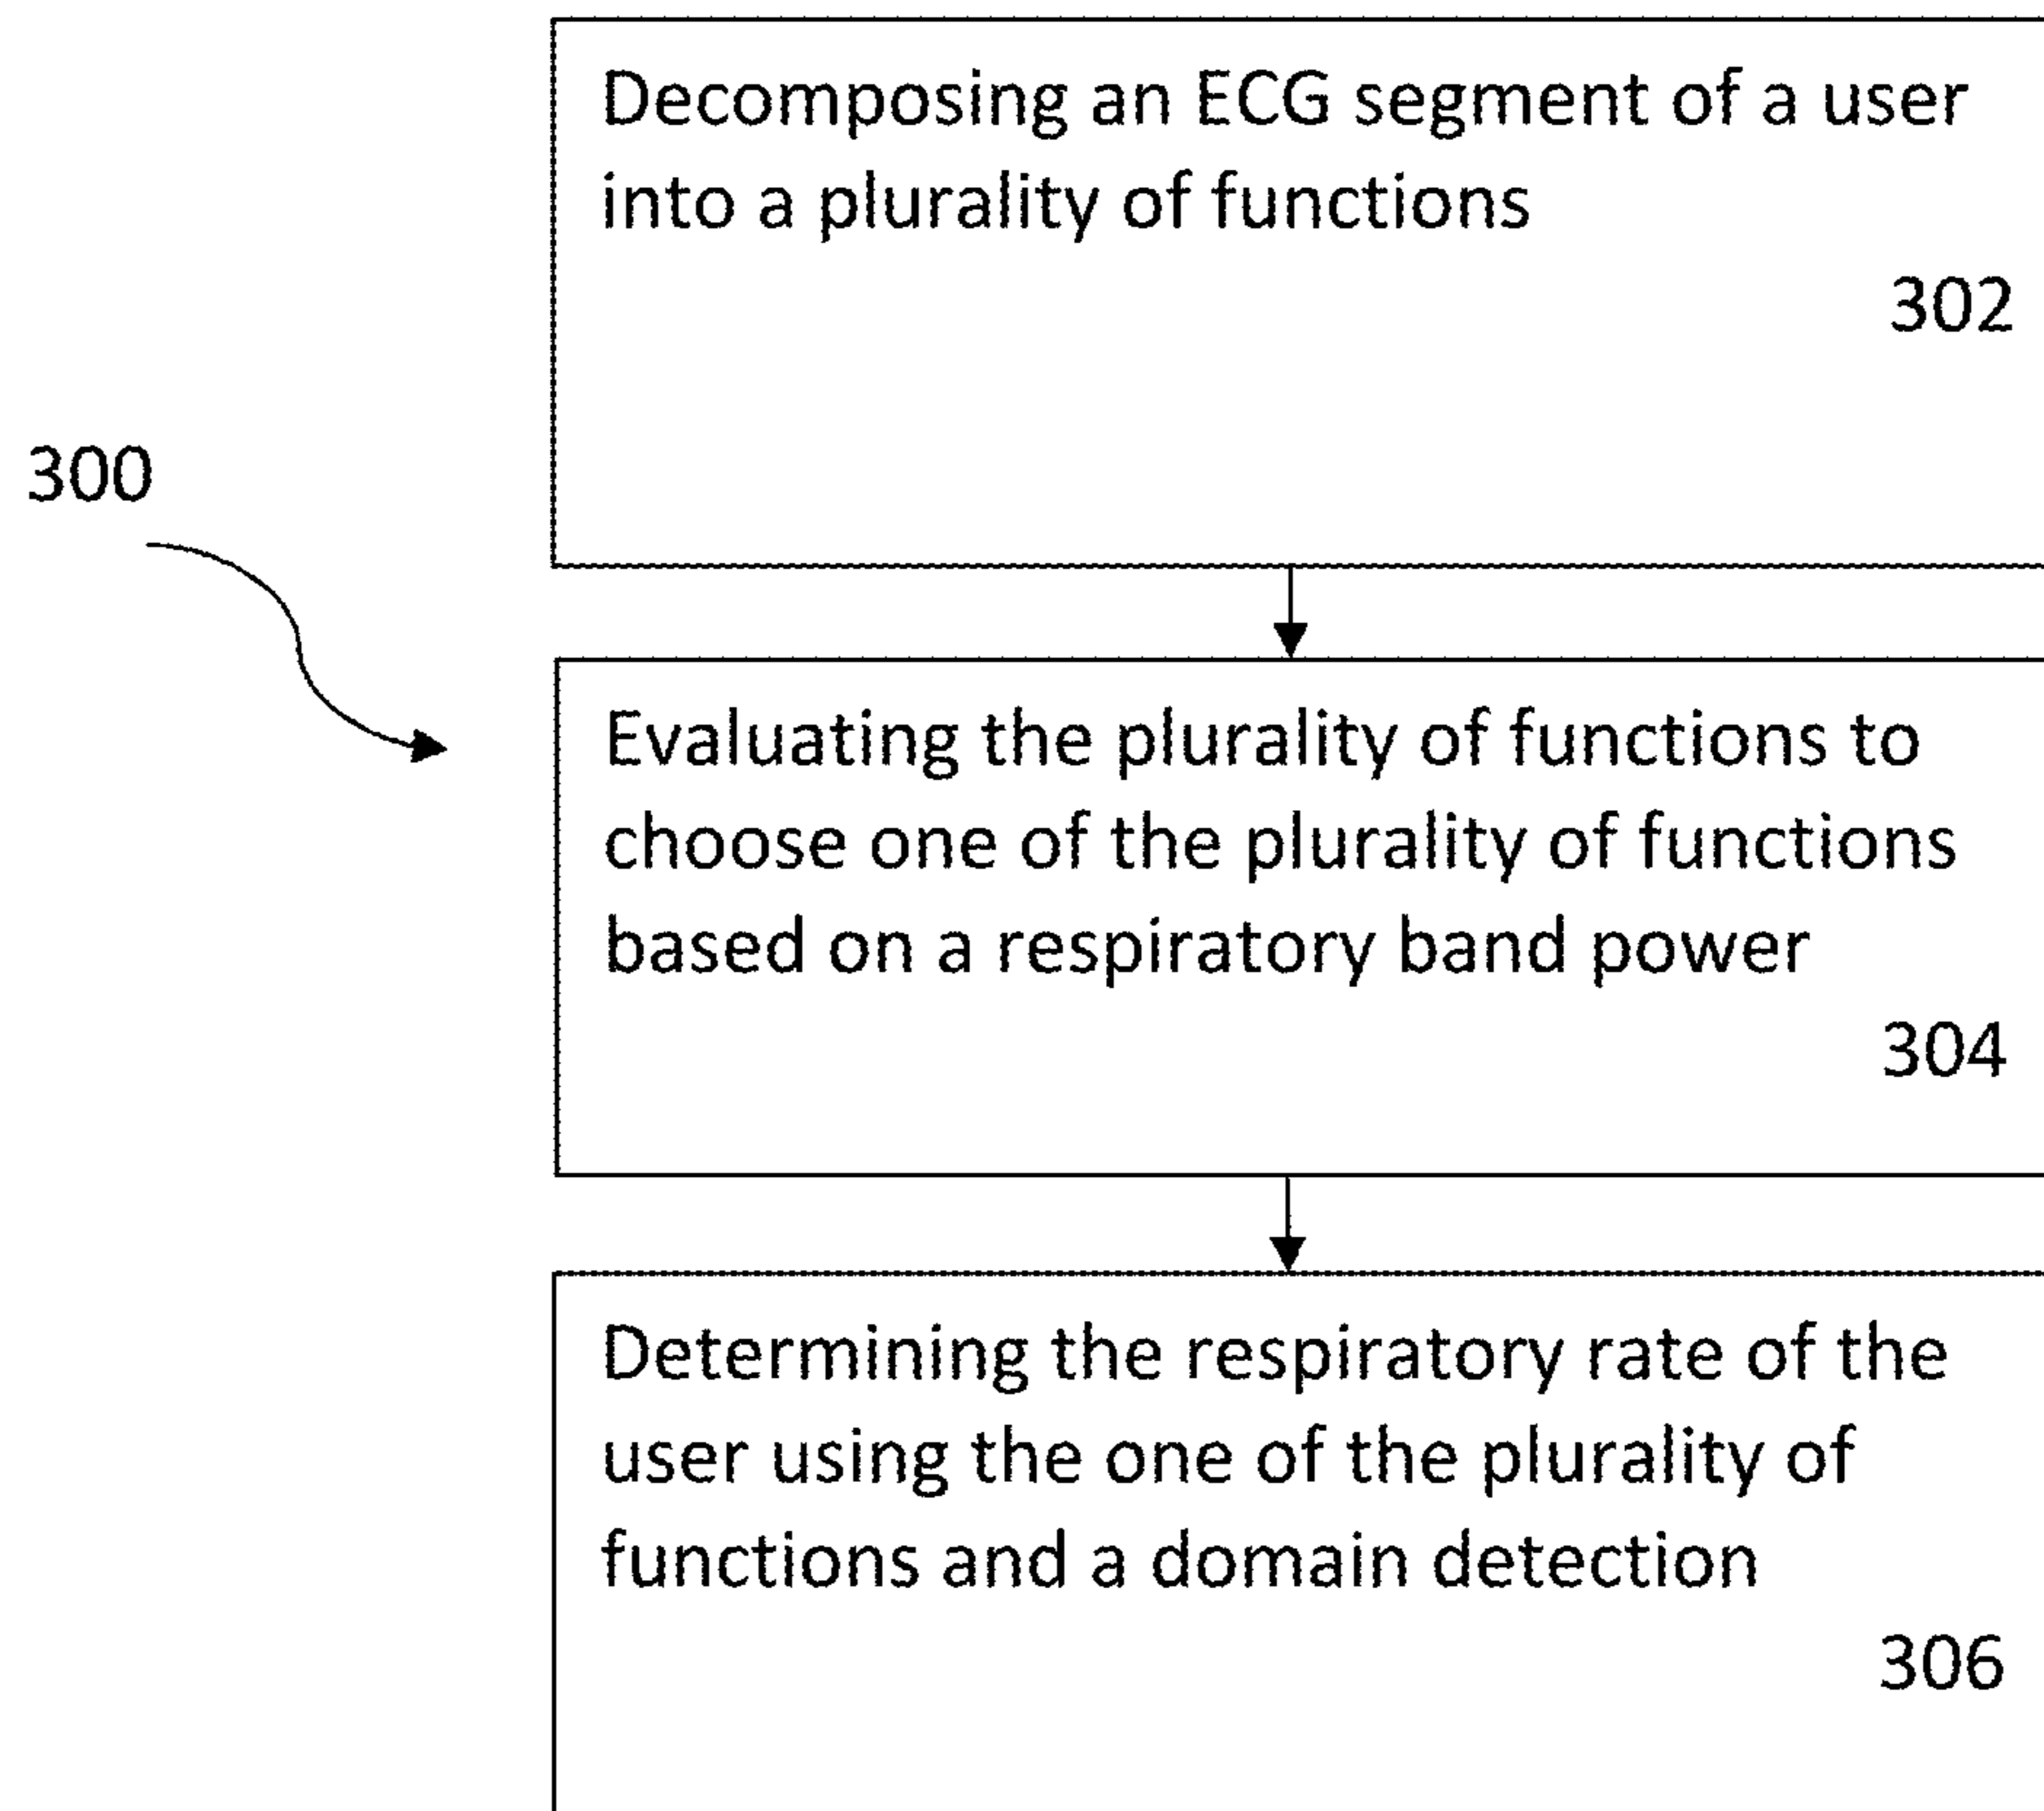 Decomposing an ECG segment of a user
into a plurality of functions
302
300
Evaluating the plurality of functions to
choose one of the plurality of functions
based on a respiratory band power
304
Determining the respiratory rate of the
user using the one of the plurality of
functions and a domain detection
306